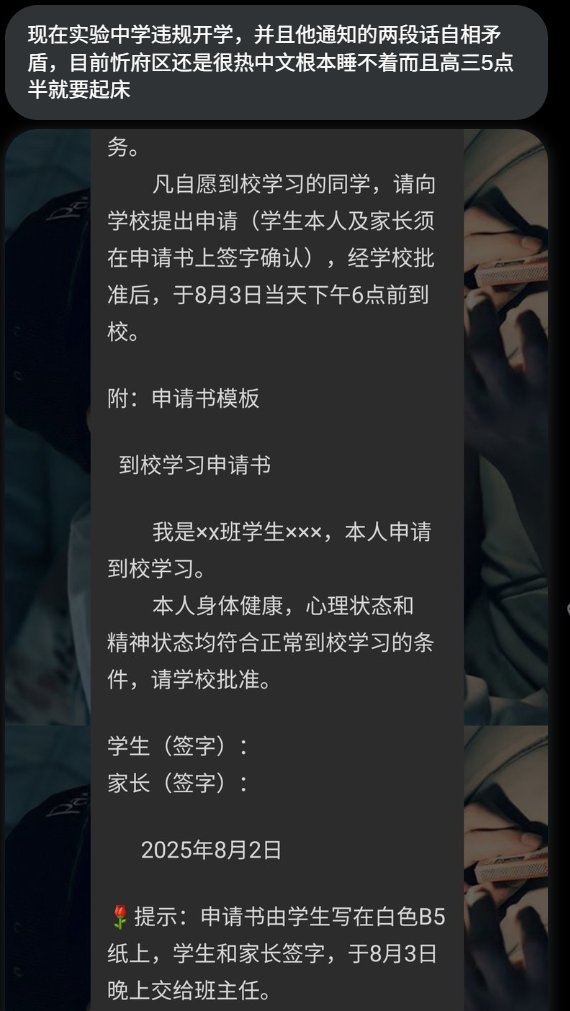 现在实验中学违规开学，并且他通知的两段话自相矛
盾，目前忻府区还是很热中文根本睡不着而且高三5点
半就要起床
务。
凡自愿到校学习的同学，请向
学校提出申请（学生本人及家长须
在申请书上签字确认），经学校批
准后，于8月3日当天下午6点前到
校。
附：申请书模板
到校学习申请书
我是××班学生×××，本人申请
到校学习。
本人身体健康，心理状态和
精神状态均符合正常到校学习的条
件，请学校批准。
学生（签字）：
家长（签字）：
2025年8月2日
🌹提示：申请书由学生写在白色B5
纸上，学生和家长签字，于8月3日
晚上交给班主任。